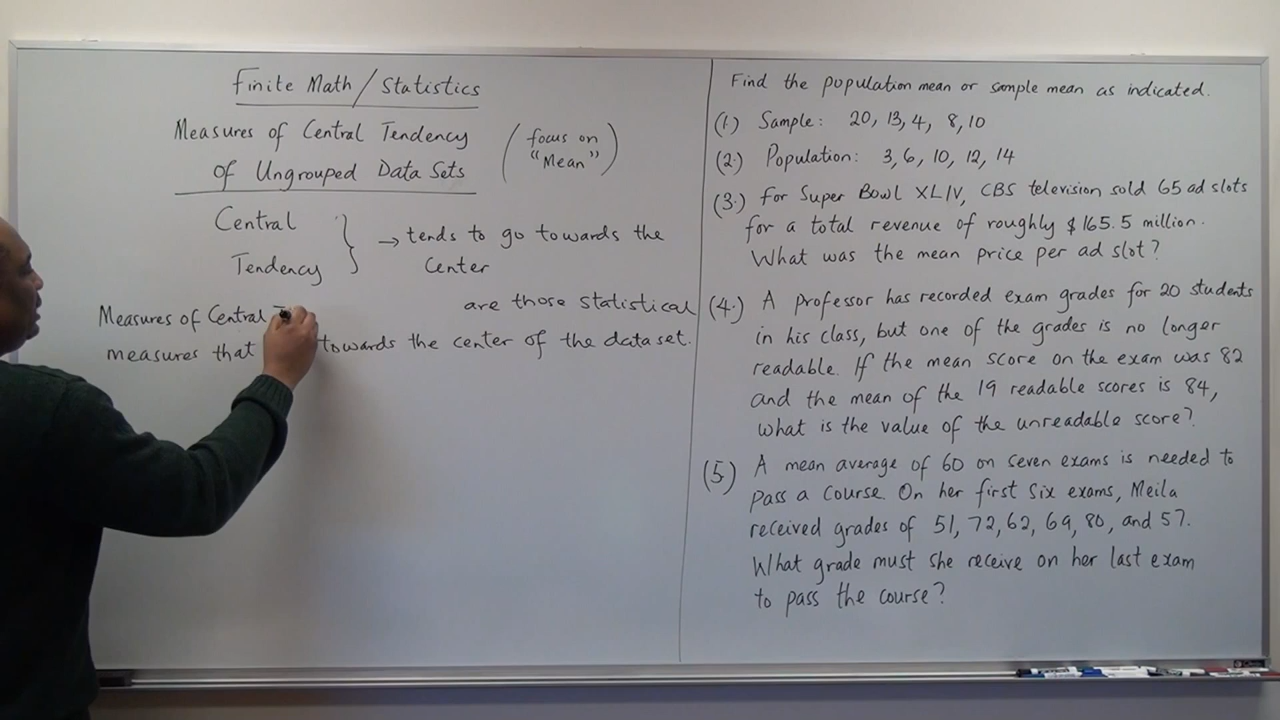 Finite Math / Statistics
Measures of Central Tendency
of Ungrouped Data Sets
(focus on
"Mean")
Central
Tendency
→ tends to go towards the
Center
Measures of Central
are those statistical
measures that
towards the center of the dataset.
Find the population mean or sample mean as indicated.
(1) Sample: 20, 13, 4, 8, 10
(2.) Population: 3, 6, 10, 12, 14
(3.) For Super Bowl XLIV, CBS television sold 65 ad slots
for a total revenue of roughly $165.5 million.
What was the mean price per ad slot?
(4.) A professor has recorded exam grades for 20 students
in his class, but one of the grades is no longer
readable. If the mean score on the exam was 82
and the mean of the 19 readable scores is 84,
what is the value of the unreadable score?
(5.) A mean average of 60 on seven exams is needed to
pass a course. On her first six exams, Meila
received grades of 51, 72, 62, 69, 80, and 57.
What grade must she receive on her last exam
to pass the course?